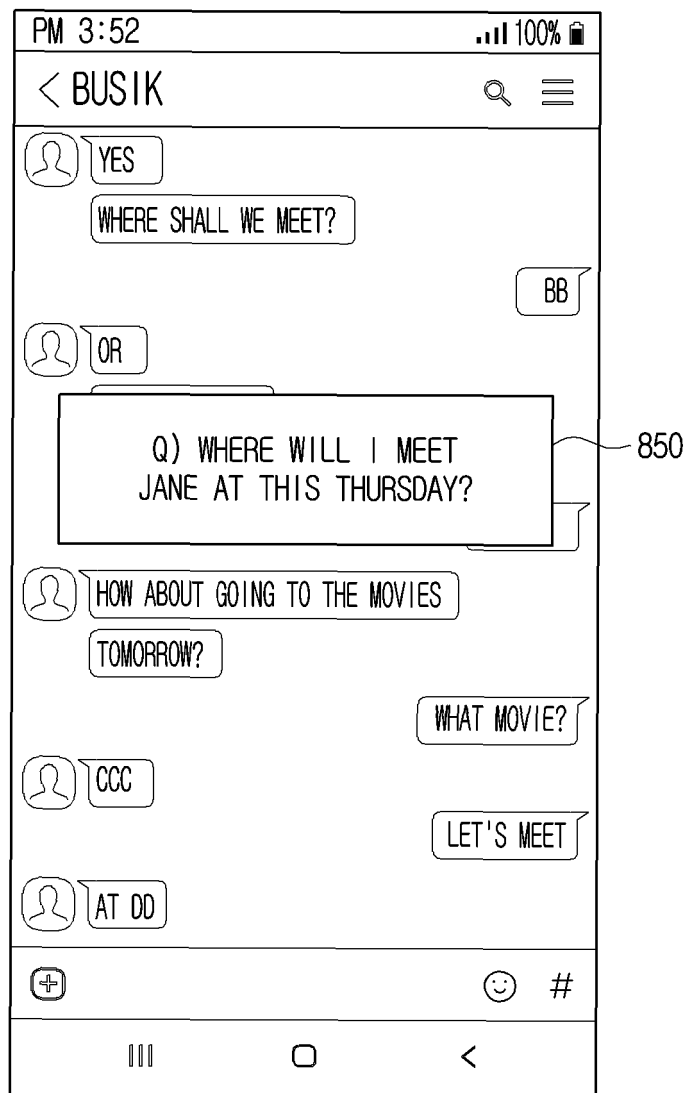 PM 3:52 100%
< BUSIK
YES
WHERE SHALL WE MEET?
BB
OR
Q) WHERE WILL I MEET
JANE AT THIS THURSDAY?
850
HOW ABOUT GOING TO THE MOVIES
TOMORROW?
WHAT MOVIE?
CCC
LET'S MEET
AT DD
#